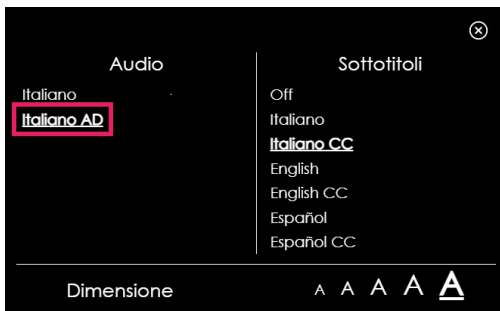 Audio
Italiano
Italiano AD
Sottotitoli
Off
Italiano
Italiano CC
English
English CC
Español
Español CC
Dimensione
A A A A A